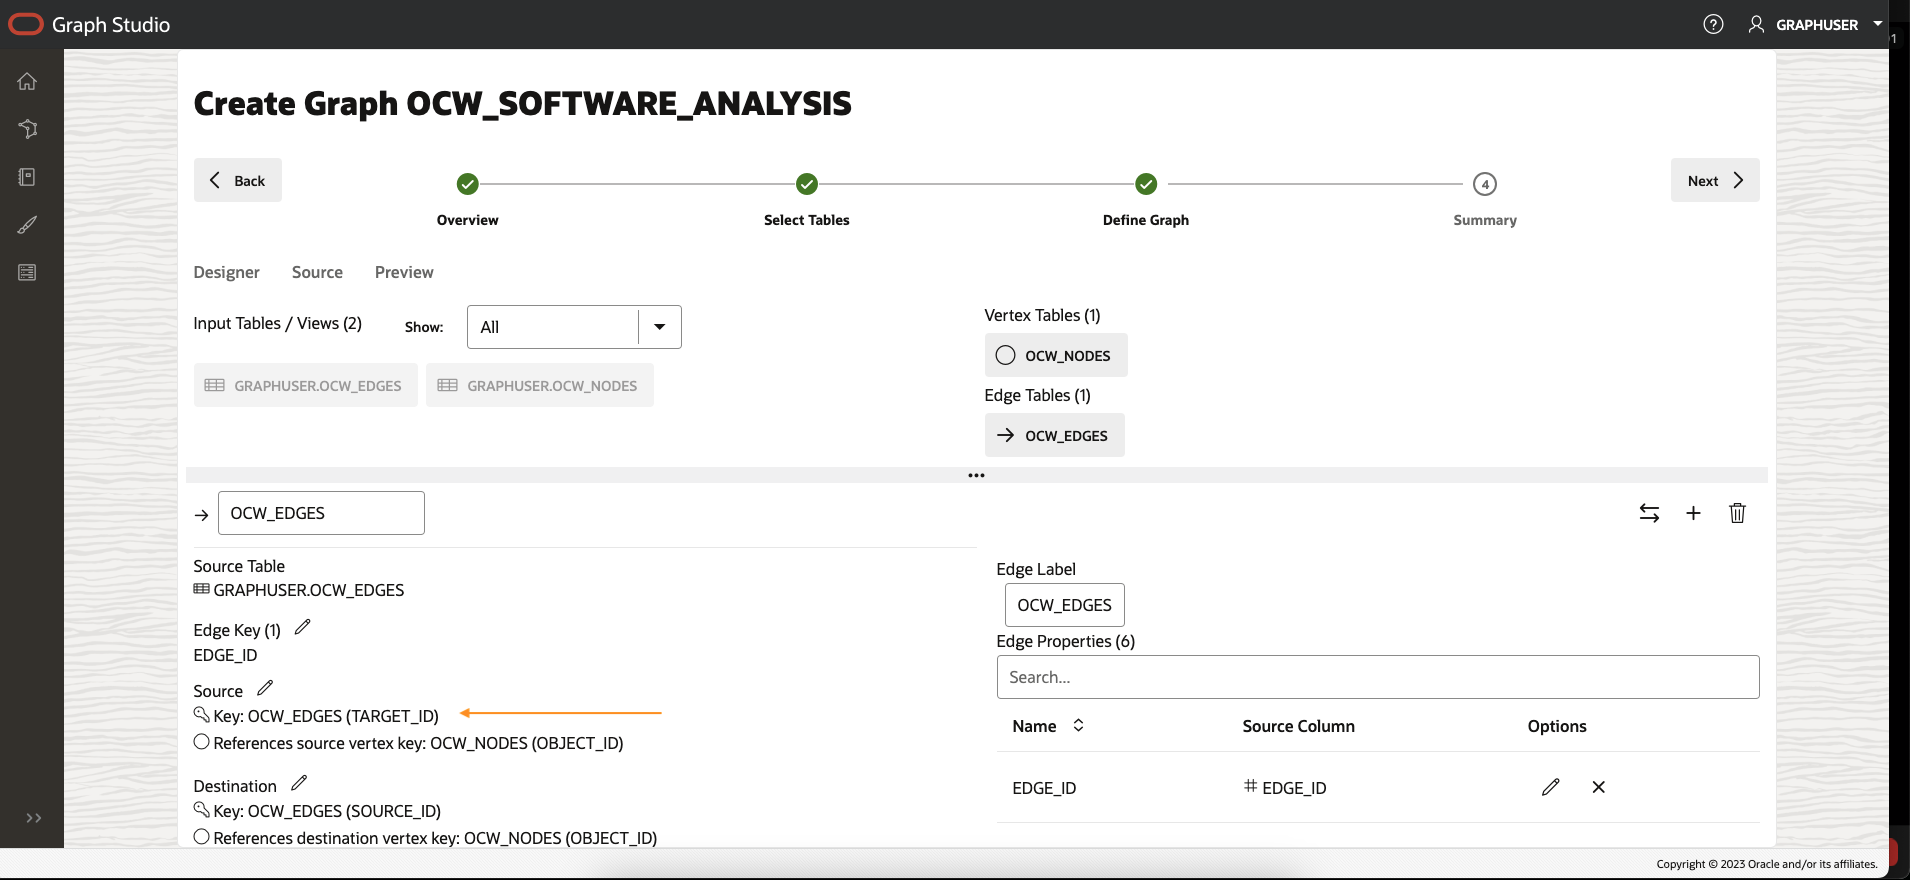 Graph Studio
GRAPHUSER
Create Graph OCW_SOFTWARE_ANALYSIS
Back
Next
4
Overview
Select Tables
Define Graph
Summary
Designer
Source
Preview
Input Tables / Views (2)
Show:
All
GRAPHUSER.OCW_EDGES
GRAPHUSER.OCW_NODES
Vertex Tables (1)
OCW_NODES
Edge Tables (1)
OCW_EDGES
OCW_EDGES
Source Table
GRAPHUSER.OCW_EDGES
Edge Key (1)
EDGE_ID
Source
Key: OCW_EDGES (TARGET_ID)
References source vertex key: OCW_NODES (OBJECT_ID)
Destination
Key: OCW_EDGES (SOURCE_ID)
References destination vertex key: OCW_NODES (OBJECT_ID)
Edge Label
OCW_EDGES
Edge Properties (6)
Search...
Name
Source Column
Options
EDGE_ID
EDGE_ID
Copyright © 2023 Oracle and/or its affiliates.